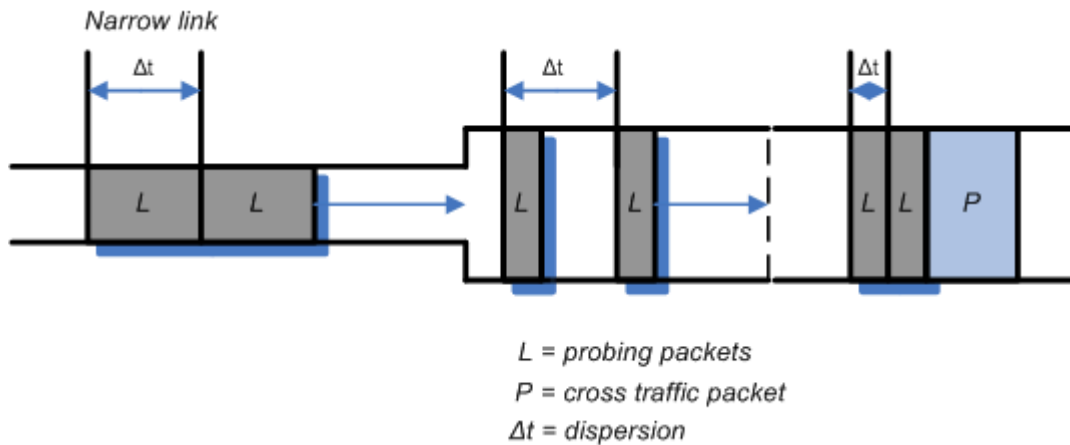 Narrow link
Δt
Δt
Δt
L
L
L
L
L
L
P
L = probing packets
P = cross traffic packet
Δt = dispersion